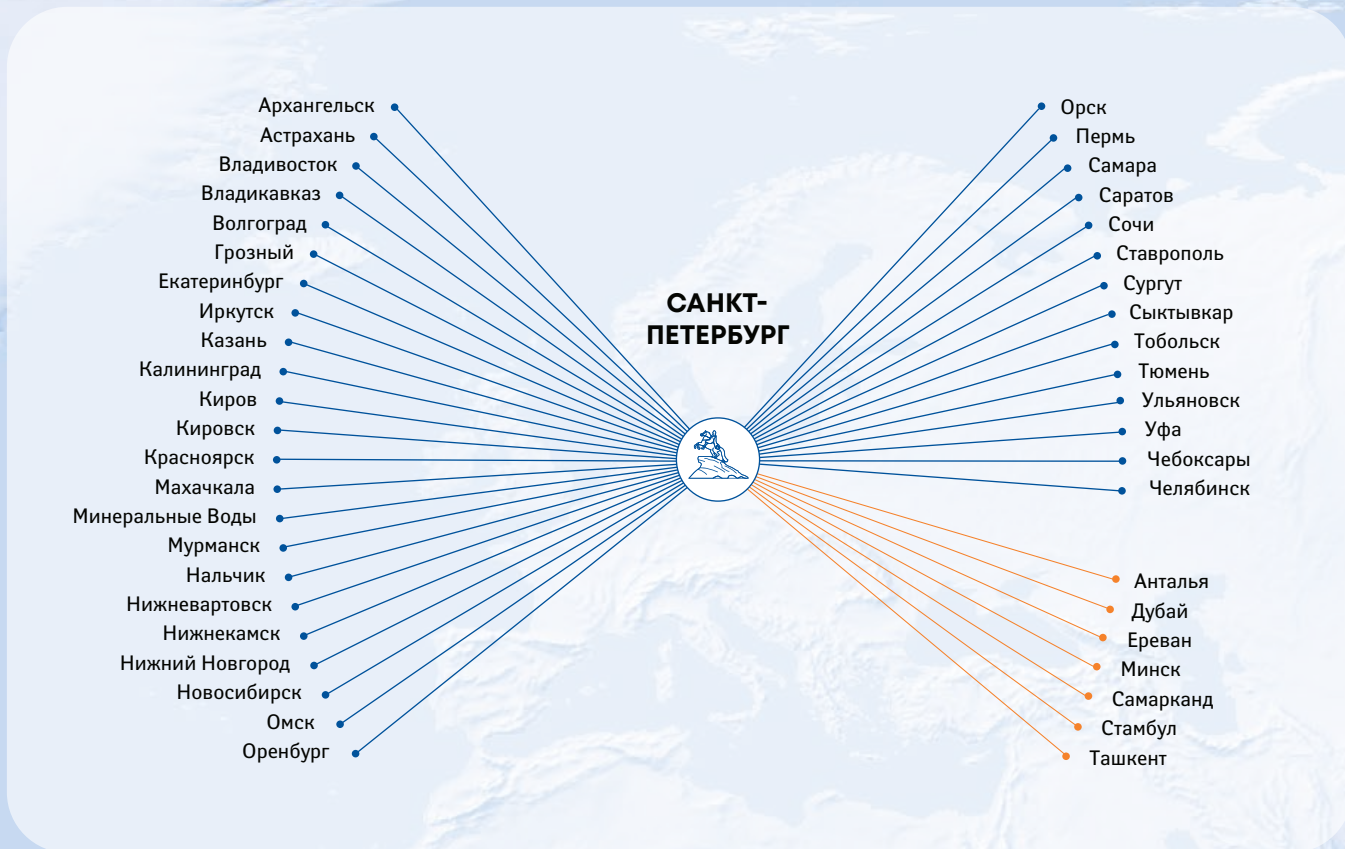 Архангельск
Астрахань
Владивосток
Владикавказ
Волгоград
Грозный
Екатеринбург
Иркутск
Казань
Калининград
Киров
Кировск
Красноярск
Махачкала
Минеральные Воды
Мурманск
Нальчик
Нижневартовск
Нижнекамск
Нижний Новгород
Новосибирск
Омск
Оренбург
САНКТ-
ПЕТЕРБУРГ
Орск
Пермь
Самара
Саратов
Сочи
Ставрополь
Сургут
Сыктывкар
Тобольск
Тюмень
Ульяновск
Уфа
Чебоксары
Челябинск
Анталья
Дубай
Ереван
Минск
Самарканд
Стамбул
Ташкент